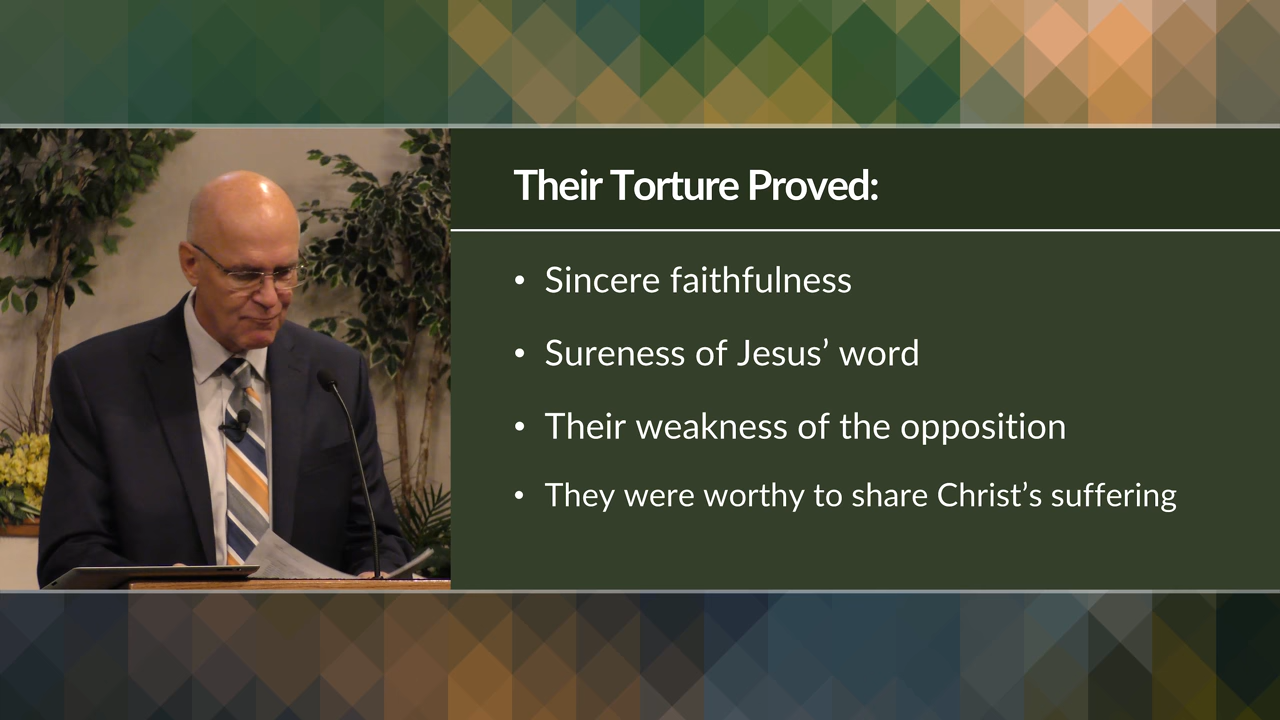 Their Torture Proved:
• Sincere faithfulness
• Sureness of Jesus’ word
• Their weakness of the opposition
• They were worthy to share Christ’s suffering